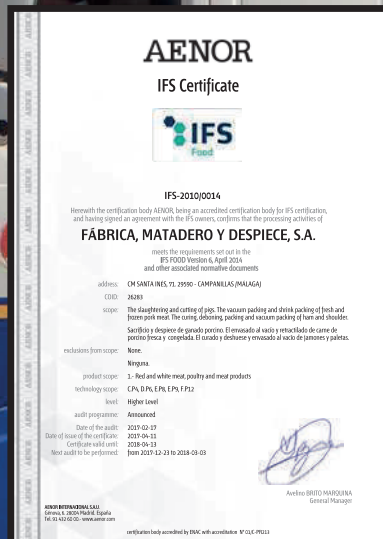 AENOR
IFS Certificate
IFS
Food
IFS-2010/0014
Herewith the certification body AENOR, being an accredited certification body for IFS certification,
and having signed an agreement with the IFS owners, confirms that the processing activities of
FÁBRICA, MATADERO Y DESPIECE, S.A.
meets the requirements set out in the
IFS FOOD Version 6, April 2014
and other associated normative documents
address: CM SANTA INES, 71. 29590 - CAMPANILLAS (MALAGA)
COID: 26283
scope: The slaughtering and cutting of pigs. The vacuum packing and shrink packing of fresh and
frozen pork meat. The curing, deboning, packing and vacuum packing of ham and shoulder.
Sacrificio y despiece de ganado porcino. El envasado al vacío y retractilado de carne de
porcino fresca y congelada. El curado y deshuese y envasado al vacío de jamones y paletas.
exclusions from scope: None.
Ninguna.
product scope: 1.- Red and white meat, poultry and meat products
technology scope: C.P4, D.P6, E.P8, E.P9, F.P12
level: Higher Level
audit programme: Announced
Date of the audit: 2017-02-17
Date of issue of the certificate: 2017-04-11
Certificate valid until: 2018-04-13
Next audit to be performed: from 2017-12-23 to 2018-03-03
Avelino BRITO MARQUINA
General Manager
AENOR INTERNACIONAL S.A.U.
Génova, 6. 28004 Madrid. España
Tel. 91 432 60 00.- www.aenor.com
certification body accredited by ENAC with accreditation Nº 01/C-PR213